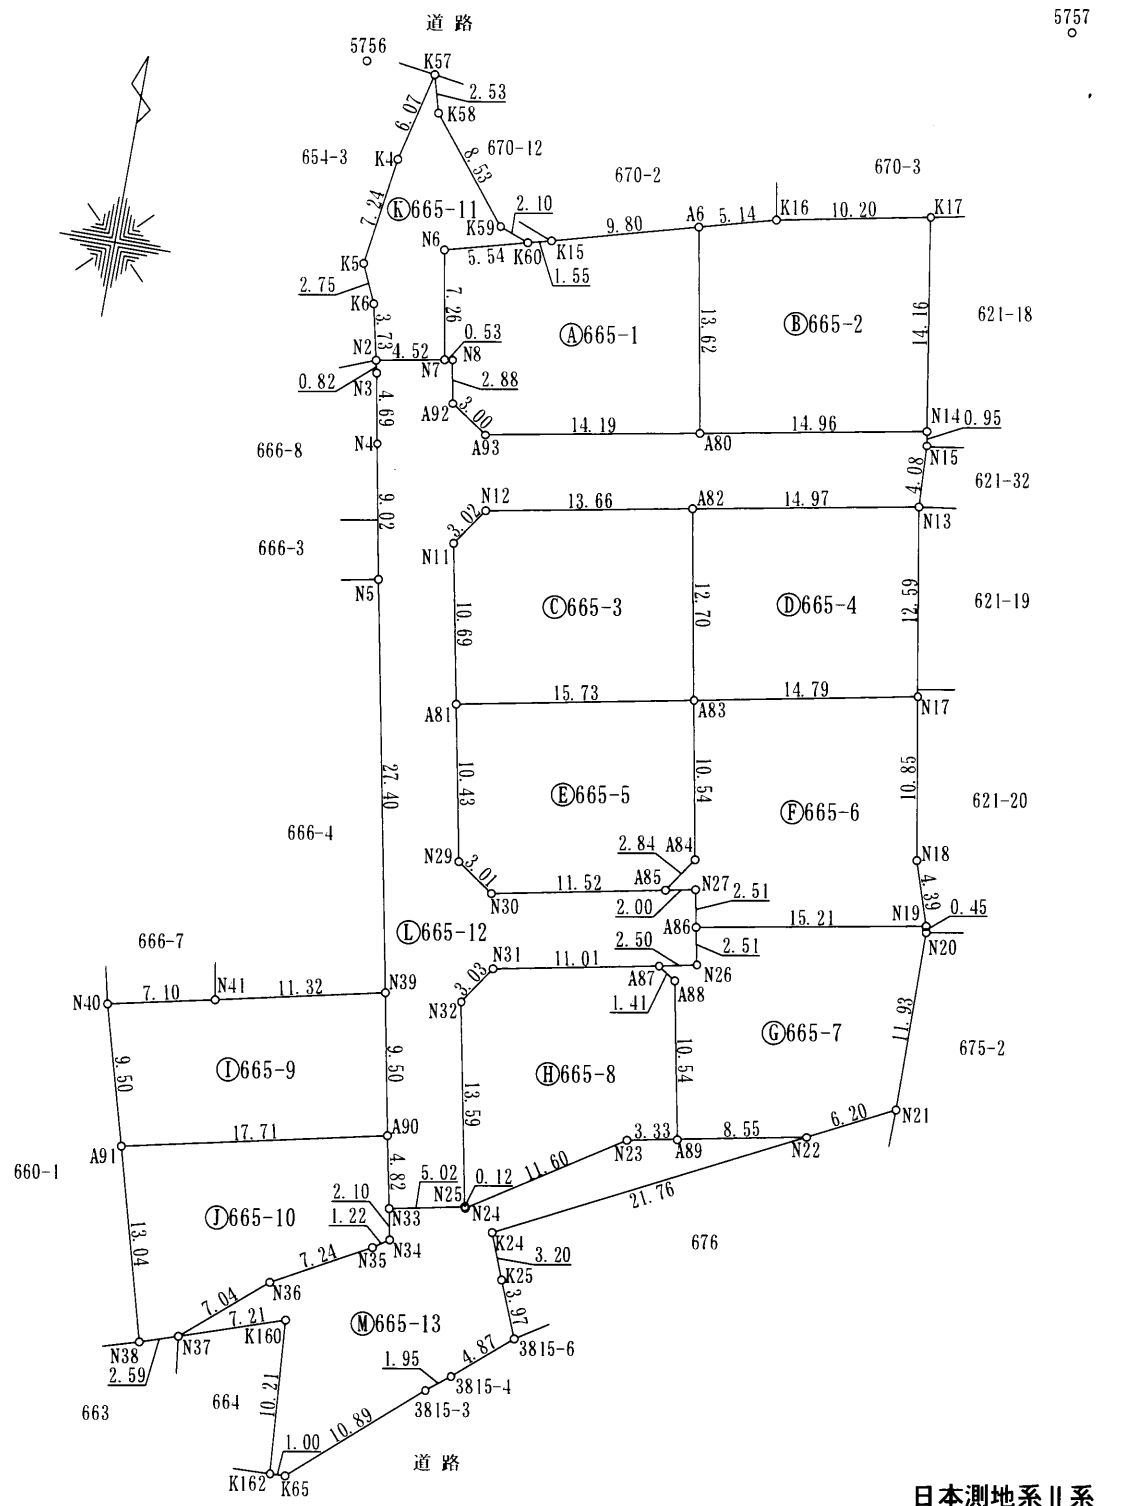 道路
5757
5756
K57
2.53
K58
6.07
654-3
K4
8.53
670-12
670-2
670-3
7.24
Ⓚ665-11
2.10
K59
A6
5.14
K16
10.20
K17
9.80
N6
5.54
K60
K15
1.55
K5
2.75
K6
7.26
13.62
14.16
621-18
Ⓐ665-1
Ⓑ665-2
3.73
0.53
N2
4.52
N7
N8
0.82
N3
2.88
4.69
A92
3.00
A93
14.19
A80
14.96
N14
0.95
N15
N4
666-8
4.08
621-32
9.02
N12
13.66
A82
14.97
N13
3.02
666-3
N11
N5
10.69
Ⓒ665-3
12.70
Ⓓ665-4
12.59
621-19
A81
15.73
A83
14.79
N17
27.40
10.43
Ⓔ665-5
10.54
Ⓕ665-6
10.85
621-20
666-4
N29
3.01
N30
11.52
2.84
A84
A85
N27
2.00
2.51
N18
4.39
A86
15.21
N19
0.45
N20
Ⓛ665-12
666-7
N31
11.01
2.50
2.51
N26
A87
A88
1.41
3.03
N32
N40
7.10
N41
11.32
N39
9.50
Ⓘ665-9
9.50
Ⓗ665-8
10.54
Ⓖ665-7
11.93
675-2
13.59
A91
17.71
A90
660-1
4.82
5.02
N25
0.12
N24
11.60
N23
3.33
A89
8.55
N22
6.20
N21
21.76
676
13.04
Ⓙ665-10
2.10
1.22
N33
N34
N35
7.24
N36
7.04
7.21
K160
N37
N38
2.59
K24
3.20
K25
3.97
3815-6
Ⓜ665-13
4.87
1.95
3815-4
3815-3
663
664
10.21
10.89
1.00
K162
K65
道路
日本測地系Ⅱ系